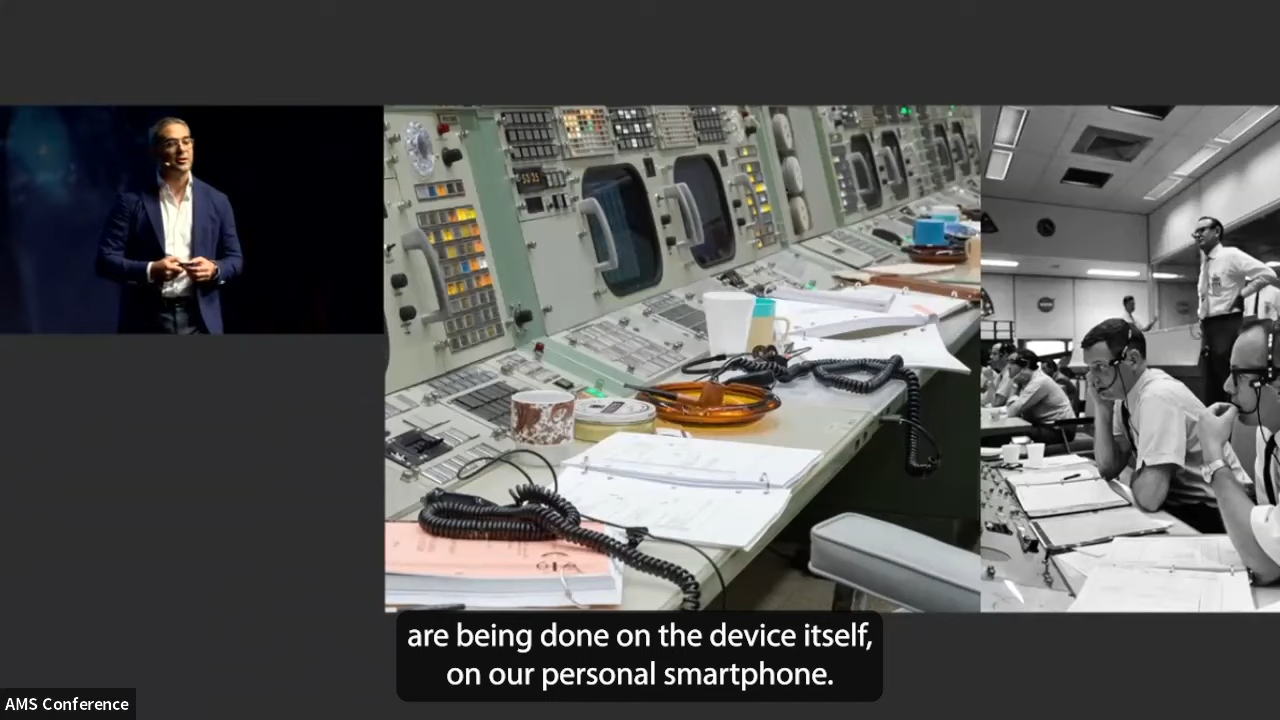 are being done on the device itself,
on our personal smartphone.
AMS Conference